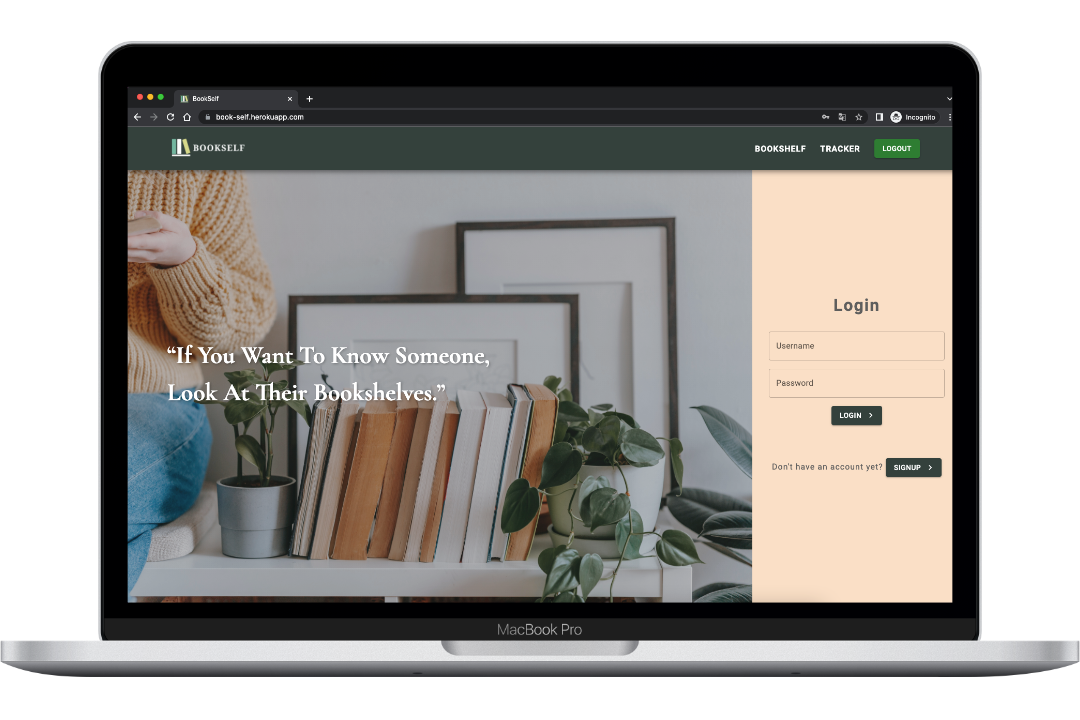 BookSelf
book-self.herokuapp.com
Incognito
BOOKSELF
BOOKSHELF TRACKER LOGOUT
“If You Want To Know Someone,
Look At Their Bookshelves.”
Login
Username
Password
LOGIN
Don't have an account yet? SIGNUP
MacBook Pro